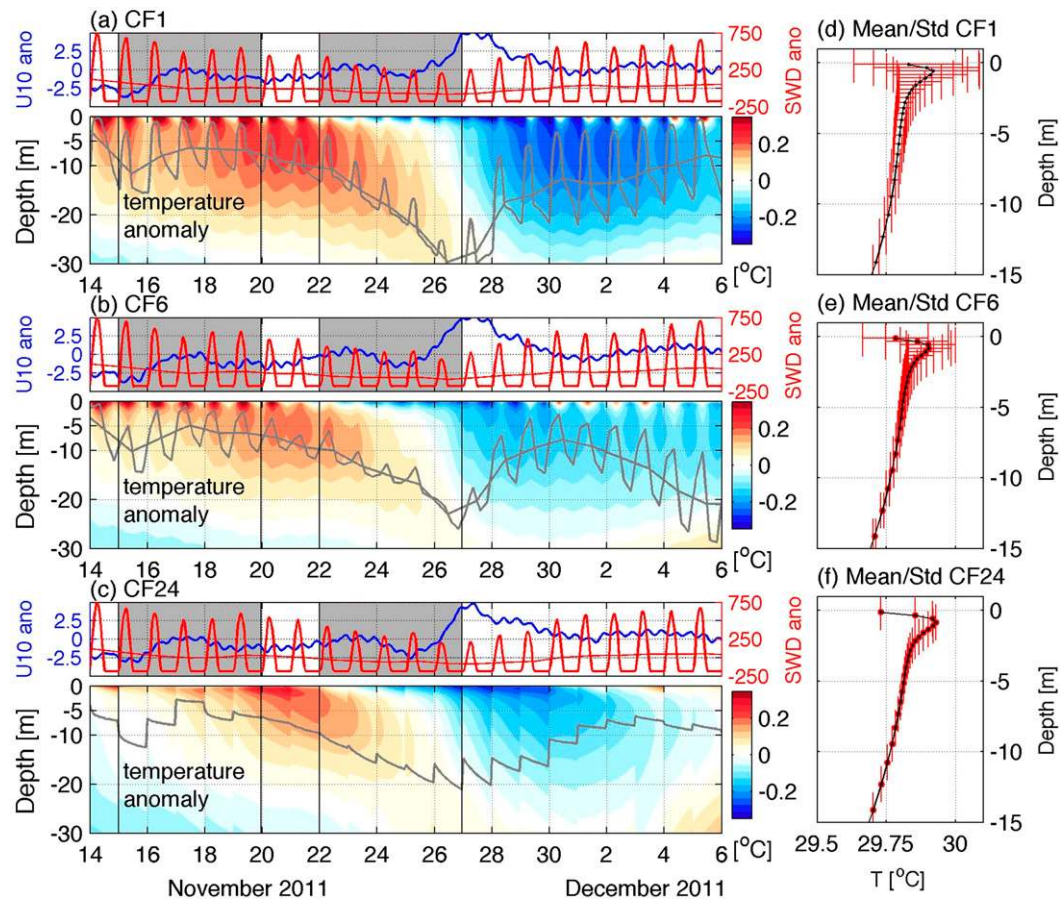 (a) CF1
U10 ano
2.5
0
-2.5
750
500
250
0
-250
SWD ano
Depth [m]
0
-5
-10
-20
-30
temperature
anomaly
0.2
0
-0.2
[°C]
14 16 18 20 22 24 26 28 30 2 4 6
(b) CF6
U10 ano
2.5
0
-2.5
750
250
-250
SWD ano
Depth [m]
0
-5
-10
-20
-30
temperature
anomaly
0.2
0
-0.2
[°C]
14 16 18 20 22 24 26 28 30 2 4 6
(c) CF24
U10 ano
2.5
0
-2.5
750
250
-250
SWD ano
Depth [m]
0
-5
-10
-20
-30
temperature
anomaly
0.2
0
-0.2
[°C]
14 16 18 20 22 24 26 28 30 2 4 6
November 2011 December 2011
(d) Mean/Std CF1
0
-5
-10
-15
Depth [m]
(e) Mean/Std CF6
0
-5
-10
-15
Depth [m]
(f) Mean/Std CF24
0
-5
-10
-15
Depth [m]
29.5 29.75 30
T [°C]